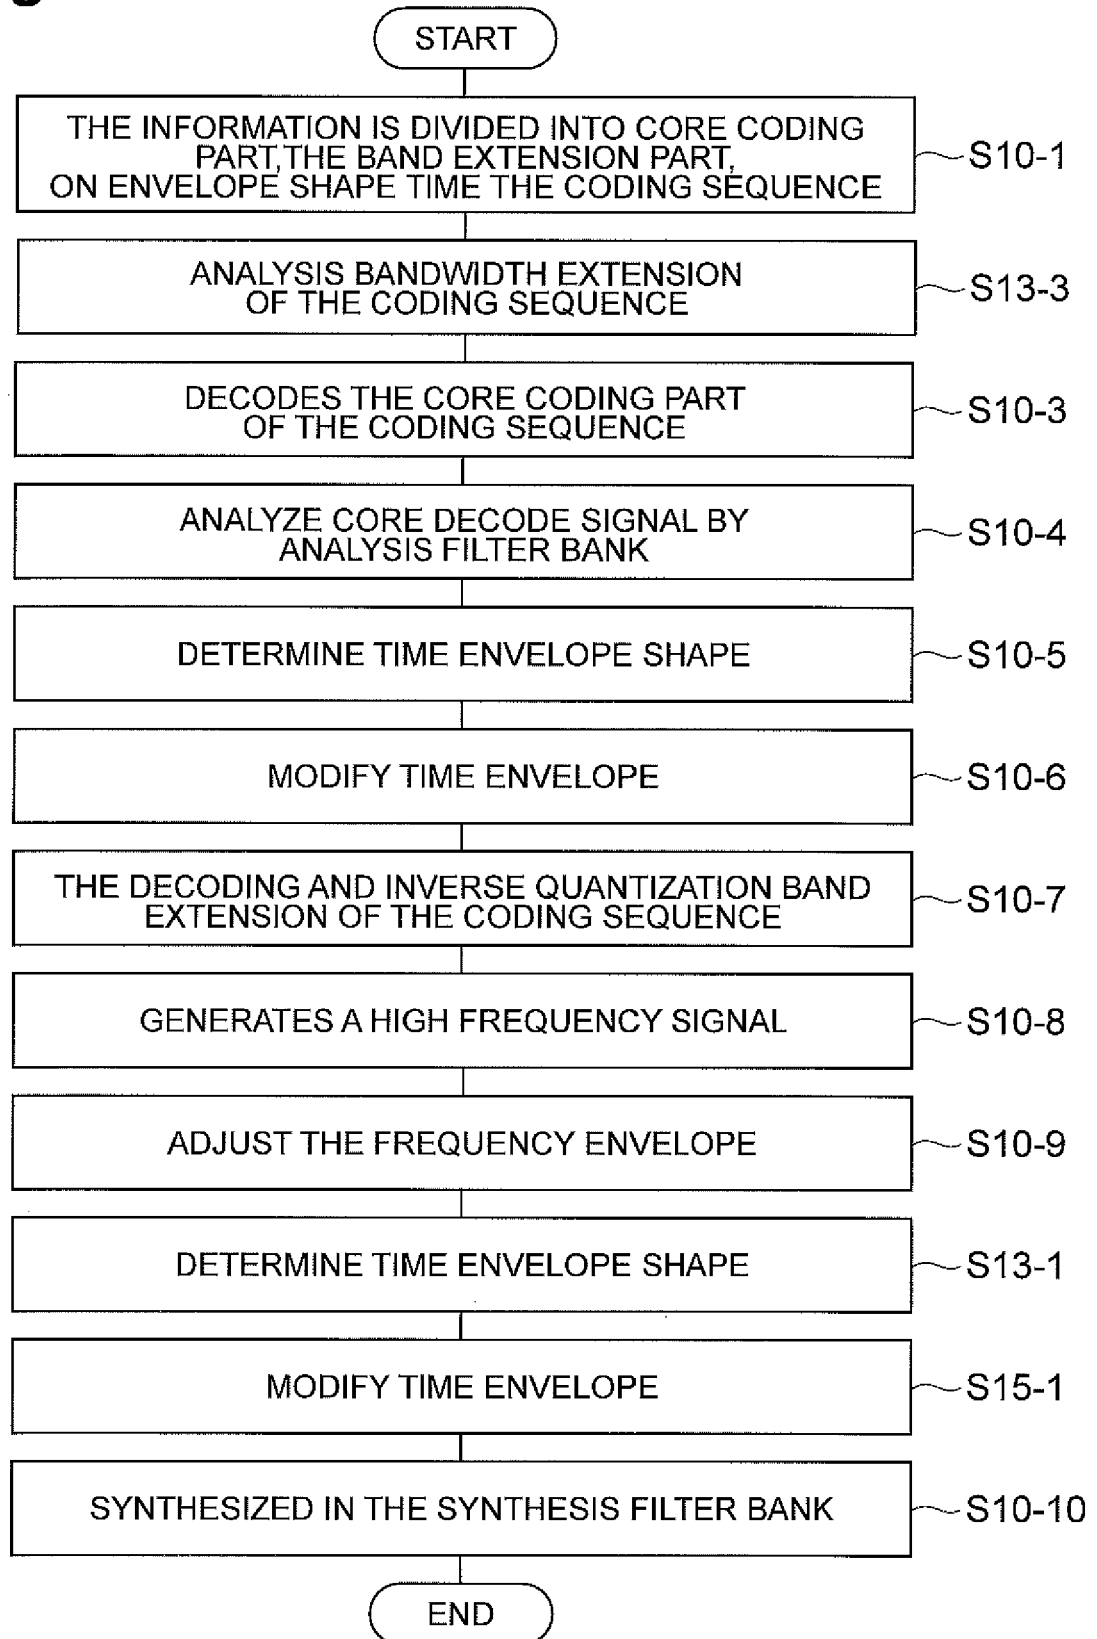 START
THE INFORMATION IS DIVIDED INTO CORE CODING
PART,THE BAND EXTENSION PART,
ON ENVELOPE SHAPE TIME THE CODING SEQUENCE
S10-1
ANALYSIS BANDWIDTH EXTENSION
OF THE CODING SEQUENCE
S13-3
DECODES THE CORE CODING PART
OF THE CODING SEQUENCE
S10-3
ANALYZE CORE DECODE SIGNAL BY
ANALYSIS FILTER BANK
S10-4
DETERMINE TIME ENVELOPE SHAPE
S10-5
MODIFY TIME ENVELOPE
S10-6
THE DECODING AND INVERSE QUANTIZATION BAND
EXTENSION OF THE CODING SEQUENCE
S10-7
GENERATES A HIGH FREQUENCY SIGNAL
S10-8
ADJUST THE FREQUENCY ENVELOPE
S10-9
DETERMINE TIME ENVELOPE SHAPE
S13-1
MODIFY TIME ENVELOPE
S15-1
SYNTHESIZED IN THE SYNTHESIS FILTER BANK
S10-10
END